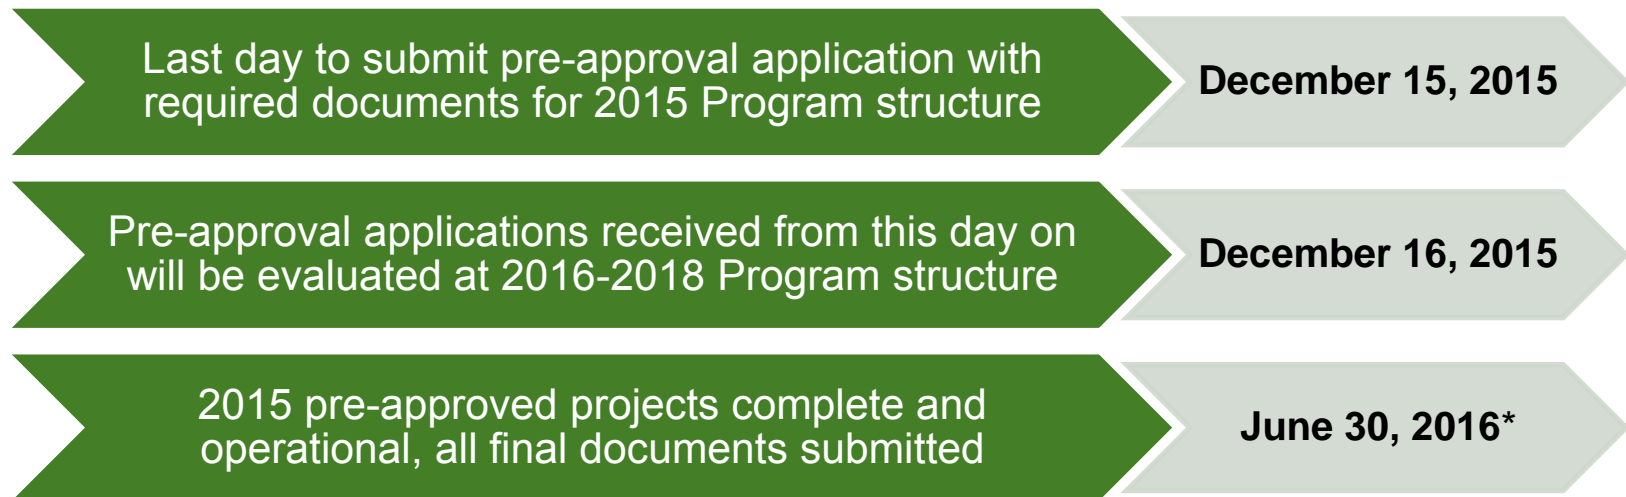 Last day to submit pre-approval application with
required documents for 2015 Program structure
December 15, 2015
Pre-approval applications received from this day on
will be evaluated at 2016-2018 Program structure
December 16, 2015
2015 pre-approved projects complete and
operational, all final documents submitted
June 30, 2016*